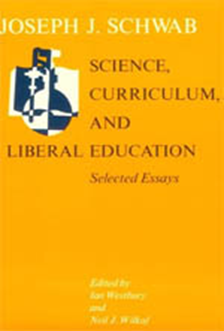 JOSEPH J. SCHWAB
SCIENCE,
CURRICULUM,
AND
LIBERAL EDUCATION
Selected Essays
Edited by
Ian Westbury
and
Neil J. Wilkof